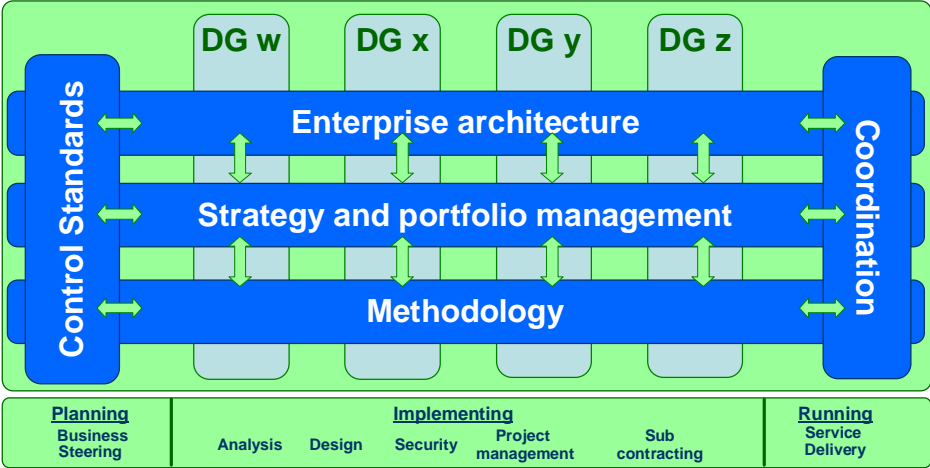 DG w
DG x
DG y
DG z
Control Standards
Enterprise architecture
Strategy and portfolio management
Methodology
Coordination
Planning
Business
Steering
Implementing
Analysis
Design
Security
Project
management
Sub
contracting
Running
Service
Delivery